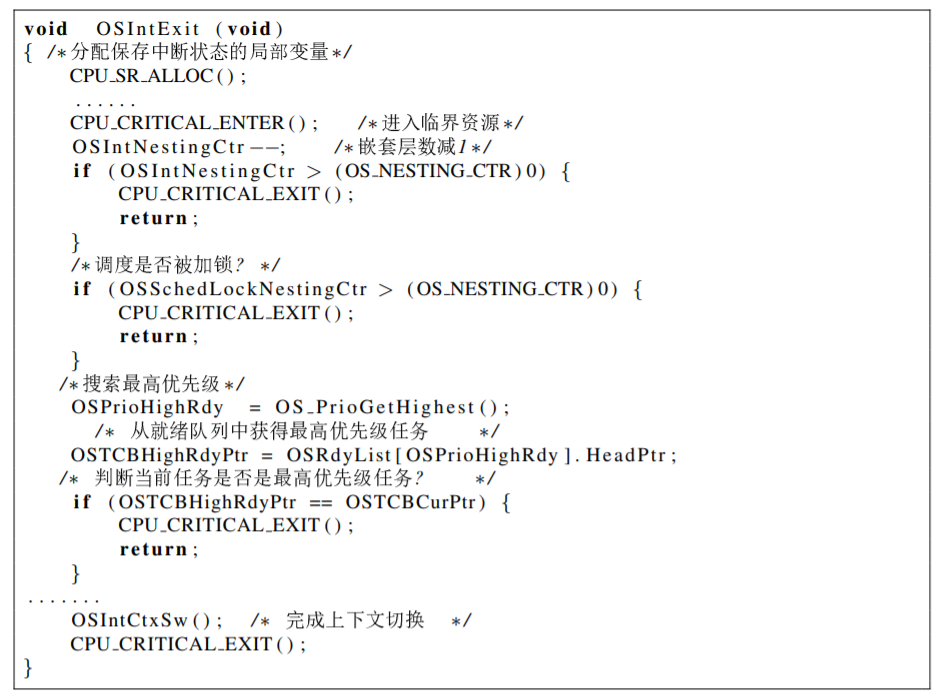 void OSIntExit (void)
{ /*分配保存中断状态的局部变量*/
CPU_SR_ALLOC();
......
CPU_CRITICAL_ENTER(); /*进入临界资源*/
OSIntNestingCtr--; /*嵌套层数减1*/
if (OSIntNestingCtr > (OS_NESTING_CTR)0) {
CPU_CRITICAL_EXIT();
return;
}
/*调度是否被加锁? */
if (OSSchedLockNestingCtr > (OS_NESTING_CTR)0) {
CPU_CRITICAL_EXIT();
return;
}
/*搜索最高优先级*/
OSPrioHighRdy = OS_PrioGetHighest();
/* 从就绪队列中获得最高优先级任务 */
OSTCBHighRdyPtr = OSRdyList[OSPrioHighRdy].HeadPtr;
/* 判断当前任务是否是最高优先级任务? */
if (OSTCBHighRdyPtr == OSTCBCurPtr) {
CPU_CRITICAL_EXIT();
return;
}
.......
OSIntCtxSw(); /* 完成上下文切换 */
CPU_CRITICAL_EXIT();
}